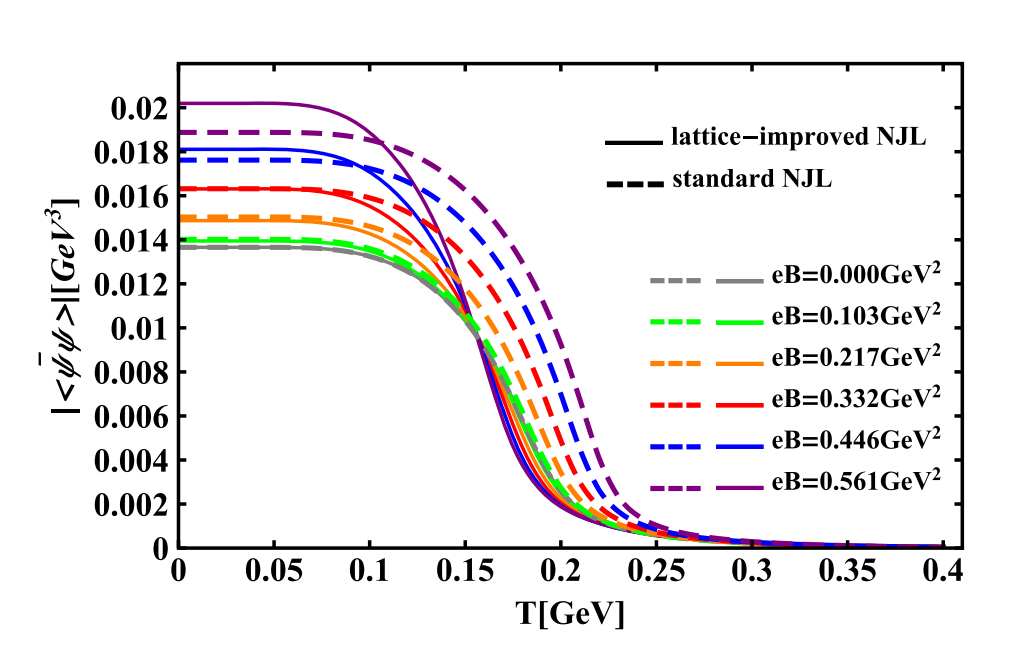 |<ψ̄ψ>|[GeV³]
0.02
0.018
0.016
0.014
0.012
0.01
0.008
0.006
0.004
0.002
0
lattice−improved NJL
standard NJL
eB=0.000GeV²
eB=0.103GeV²
eB=0.217GeV²
eB=0.332GeV²
eB=0.446GeV²
eB=0.561GeV²
0 0.05 0.1 0.15 0.2 0.25 0.3 0.35 0.4
T[GeV]